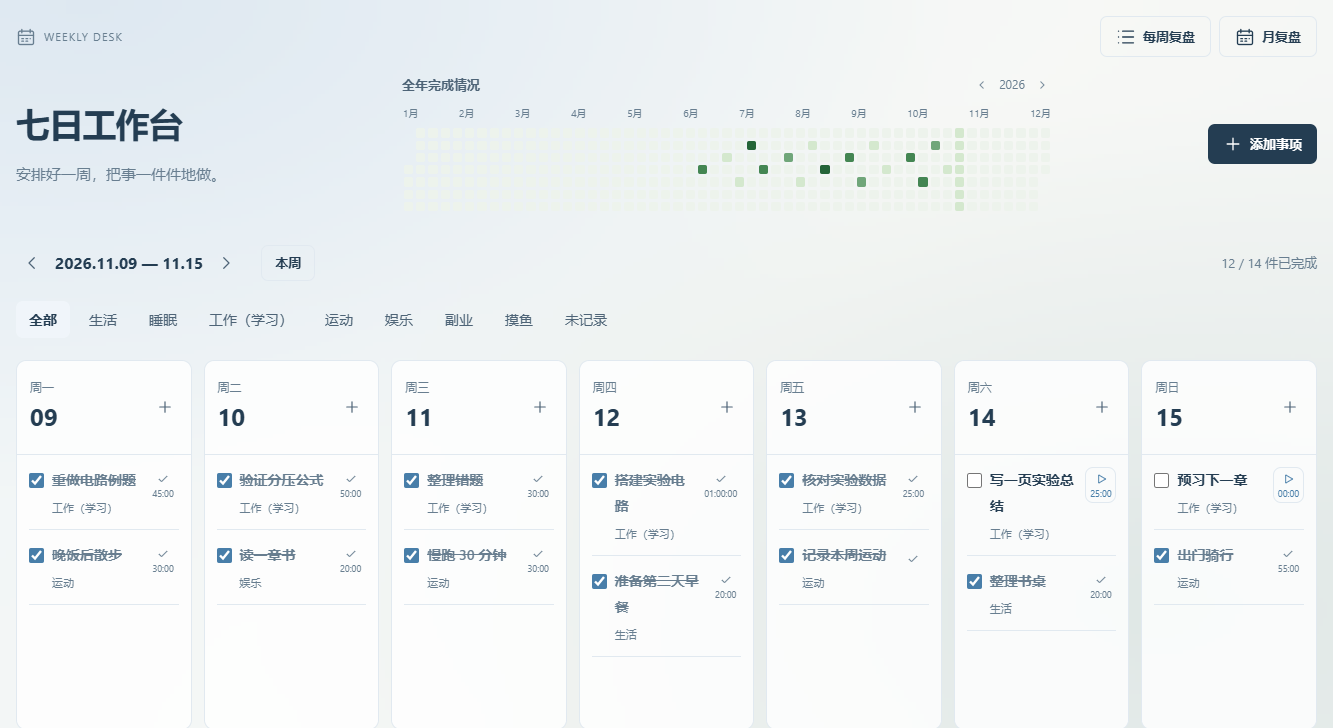 WEEKLY DESK
每周复盘
月复盘
全年完成情况
2026
1月 2月 3月 4月 5月 6月 7月 8月 9月 10月 11月 12月
七日工作台
安排好一周，把事一件件地做。
添加事项
2026.11.09 — 11.15
本周
12 / 14 件已完成
全部 生活 睡眠 工作（学习） 运动 娱乐 副业 摸鱼 未记录
周一
09
重做电路例题
45:00
工作（学习）
晚饭后散步
30:00
运动
周二
10
验证分压公式
50:00
工作（学习）
读一章书
20:00
娱乐
周三
11
整理错题
30:00
工作（学习）
慢跑 30 分钟
30:00
运动
周四
12
搭建实验电
路
01:00:00
工作（学习）
准备第二天早
餐
20:00
生活
周五
13
核对实验数据
25:00
工作（学习）
记录本周运动
运动
周六
14
写一页实验总
结
25:00
工作（学习）
整理书桌
20:00
生活
周日
15
预习下一章
00:00
工作（学习）
出门骑行
55:00
运动